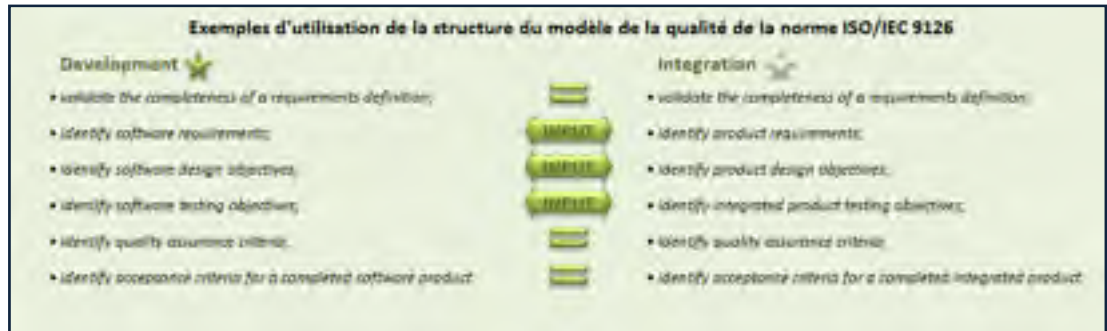 Exemples d'utilisation de la structure du modèle de la qualité de la norme ISO/IEC 9126
Development Integration
• validate the completeness of a requirements definition; • validate the completeness of a requirements definition;
• identify software requirements; INPUT • identify product requirements;
• identify software design objectives; INPUT • identify product design objectives;
• identify software testing objectives; INPUT • identify integrated product testing objectives;
• identify quality assurance criteria; • identify quality assurance criteria;
• identify acceptance criteria for a completed software product • identify acceptance criteria for a completed integrated product